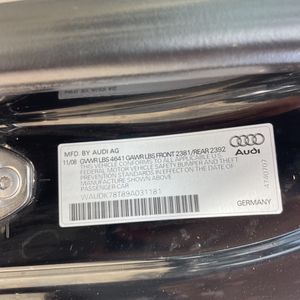 MFD. BY AUDI AG
11/08 GVWR LBS 4641 GAWR LBS FRONT 2381/REAR 2392
THIS VEHICLE CONFORMS TO ALL APPLICABLE U.S.
FEDERAL MOTOR VEHICLE SAFETY BUMPER AND THEFT
PREVENTION STANDARDS IN EFFECT ON THE DATE OF
MANUFACTURE SHOWN ABOVE
PASSENGER CAR
WAUDK78T89A031181
Audi
GERMANY